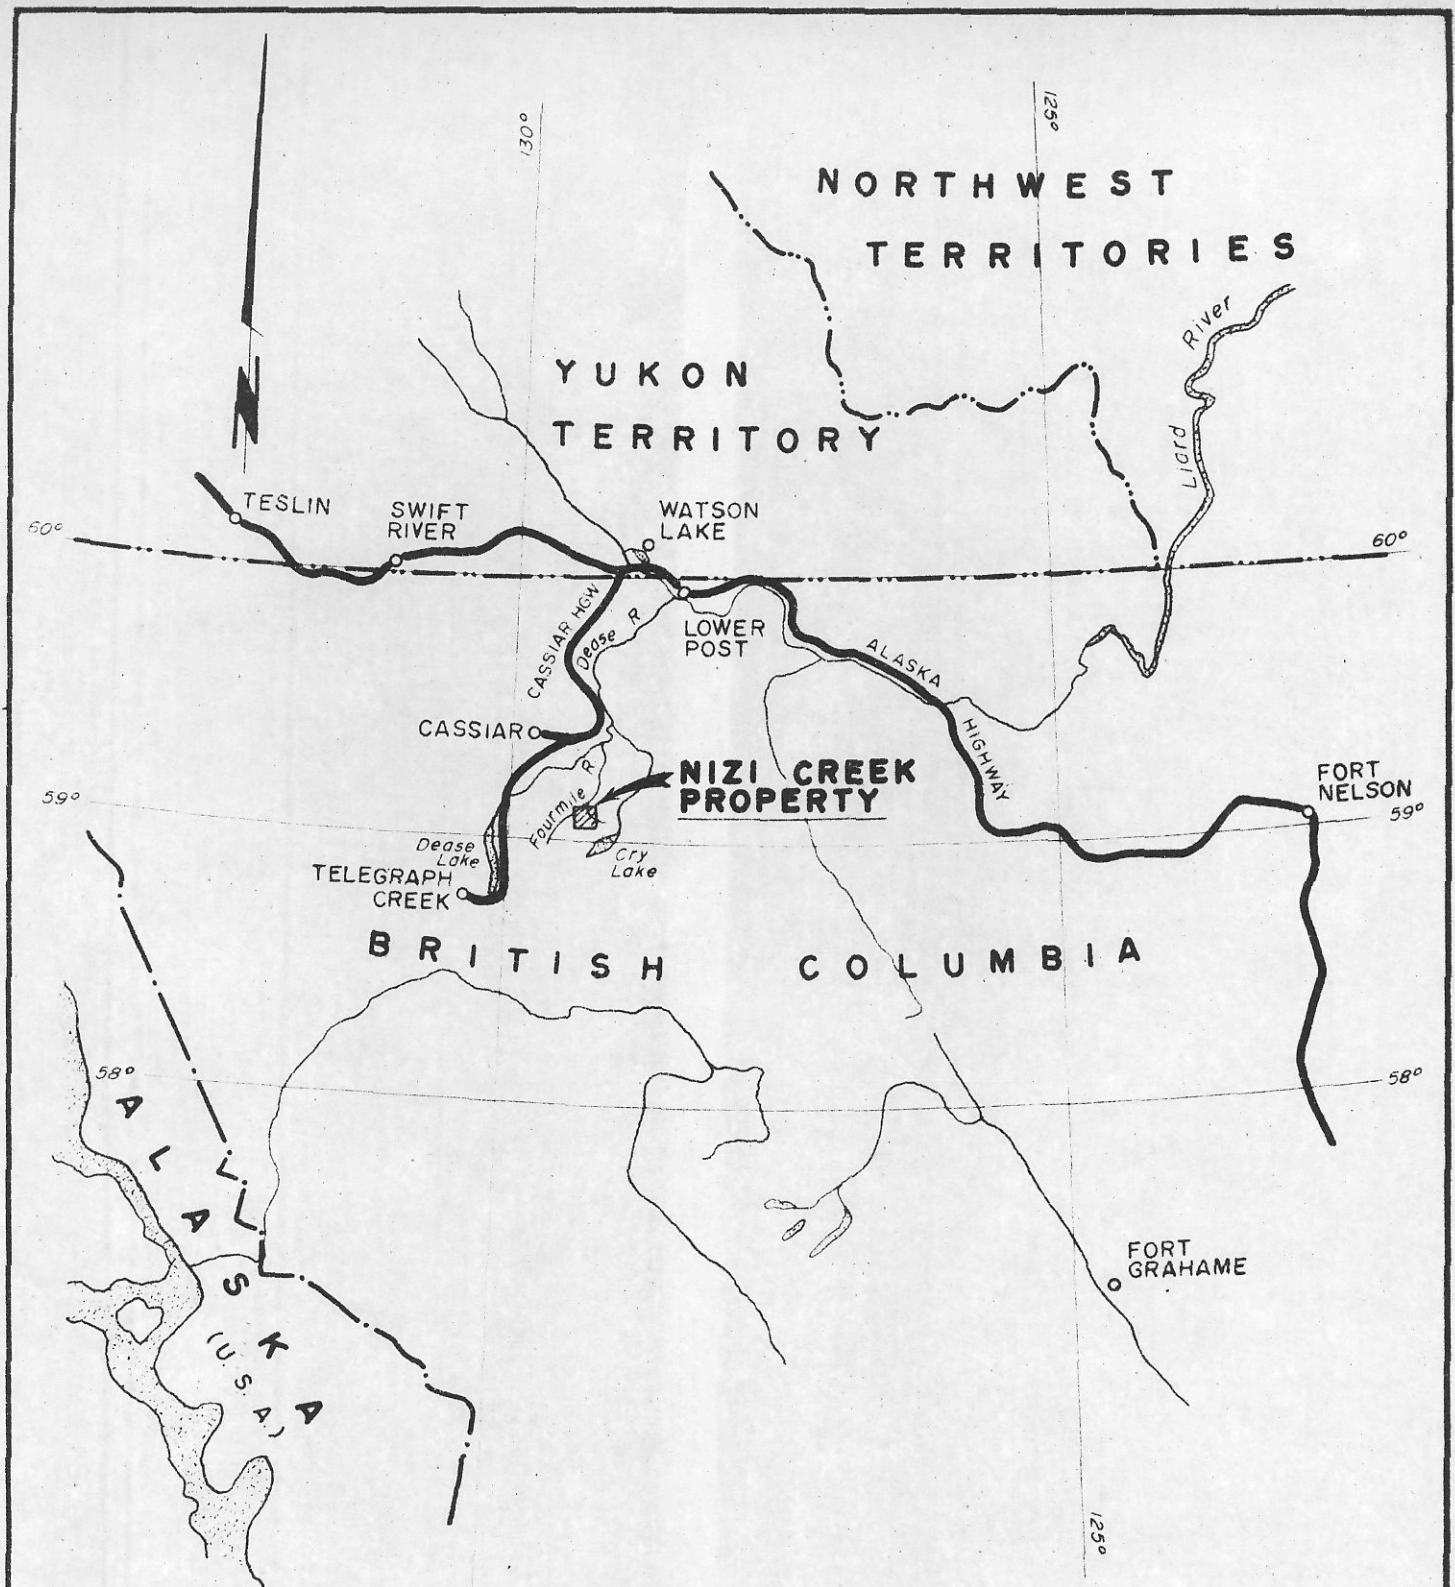 130°
125°
NORTHWEST
TERRITORIES
River
YUKON
TERRITORY
Liard
N
TESLIN
SWIFT
RIVER
WATSON
LAKE
60°
60°
CASSIAR HGW
Dease R
LOWER
POST
ALASKA
HIGHWAY
CASSIAR
NIZI CREEK
PROPERTY
Fourmile R
FORT
NELSON
59°
59°
Dease
Lake
Cry
Lake
TELEGRAPH
CREEK
BRITISH COLUMBIA
58°
58°
ALASKA
(U.S.A.)
FORT
GRAHAME
125°